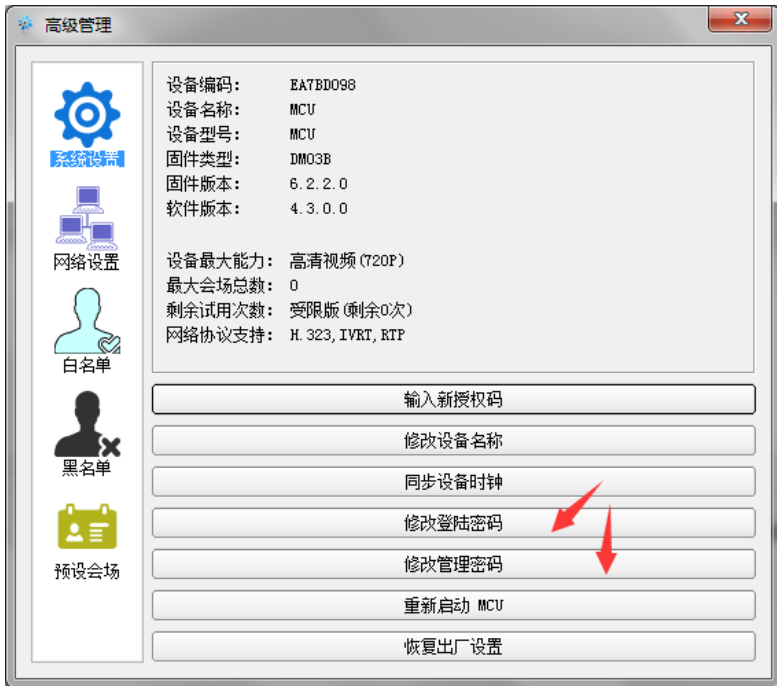 高级管理
系统设置
网络设置
白名单
黑名单
预设会场
设备编码： EA7BD098
设备名称： MCU
设备型号： MCU
固件类型： DM03B
固件版本： 6.2.2.0
软件版本： 4.3.0.0
设备最大能力： 高清视频(720P)
最大会场总数： 0
剩余试用次数： 受限版(剩余0次)
网络协议支持： H.323,IVRT,RTP
输入新授权码
修改设备名称
同步设备时钟
修改登陆密码
修改管理密码
重新启动 MCU
恢复出厂设置